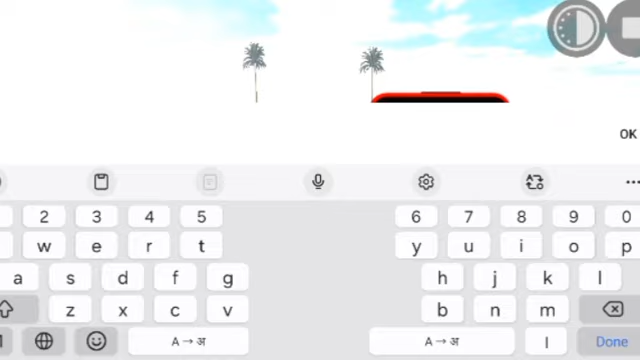 OK
2 3 4 5 6 7 8 9 0
w e r t y u i o p
a s d f g h j k l
z x c v b n m
A→अ A→अ | Done